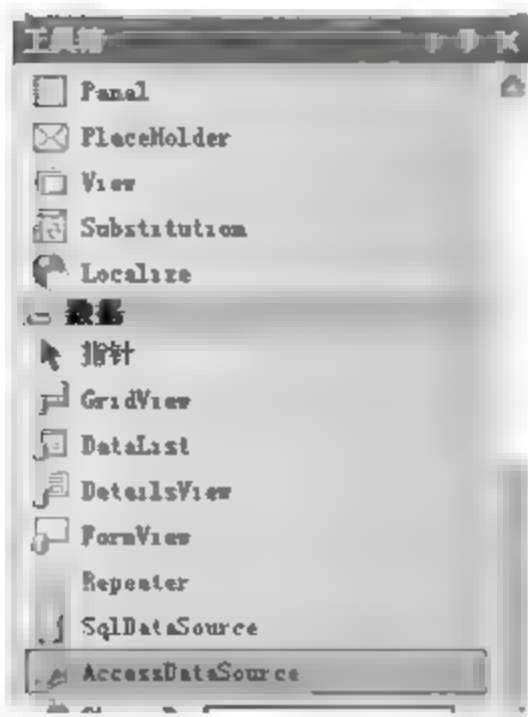 工具箱
Panel
PlaceHolder
View
Substitution
Localize
数据
指针
GridView
DataList
DetailsView
FormView
Repeater
SqlDataSource
AccessDataSource